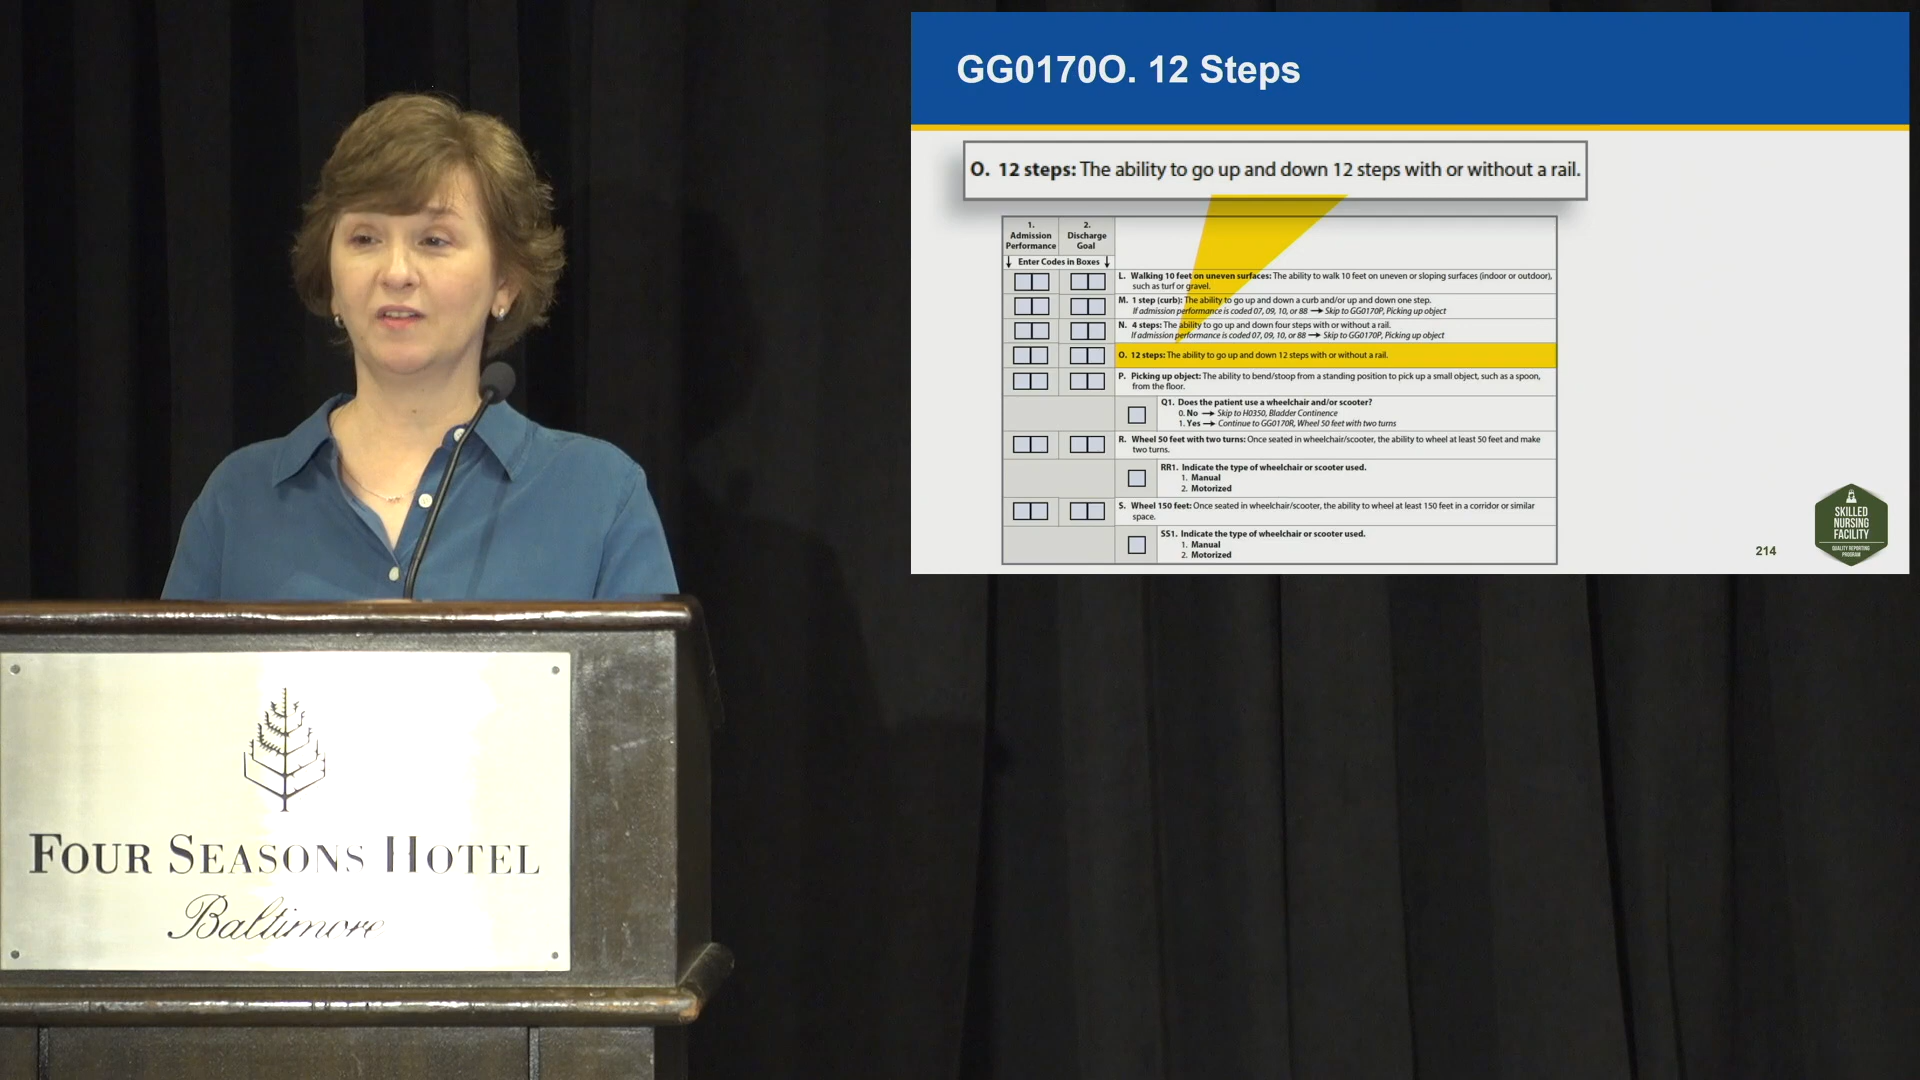 GG0170O. 12 Steps
O. 12 steps: The ability to go up and down 12 steps with or without a rail.
1.
Admission
Performance
2.
Discharge
Goal
↓ Enter Codes in Boxes ↓
L. Walking 10 feet on uneven surfaces: The ability to walk 10 feet on uneven or sloping surfaces (indoor or outdoor),
such as turf or gravel.
M. 1 step (curb): The ability to go up and down a curb and/or up and down one step.
If admission performance is coded 07, 09, 10, or 88 → Skip to GG0170P, Picking up object
N. 4 steps: The ability to go up and down four steps with or without a rail.
If admission performance is coded 07, 09, 10, or 88 → Skip to GG0170P, Picking up object
O. 12 steps: The ability to go up and down 12 steps with or without a rail.
P. Picking up object: The ability to bend/stoop from a standing position to pick up a small object, such as a spoon,
from the floor.
Q1. Does the patient use a wheelchair and/or scooter?
0. No → Skip to H0350, Bladder Continence
1. Yes → Continue to GG0170R, Wheel 50 feet with two turns
R. Wheel 50 feet with two turns: Once seated in wheelchair/scooter, the ability to wheel at least 50 feet and make
two turns.
RR1. Indicate the type of wheelchair or scooter used.
1. Manual
2. Motorized
S. Wheel 150 feet: Once seated in wheelchair/scooter, the ability to wheel at least 150 feet in a corridor or similar
space.
SS1. Indicate the type of wheelchair or scooter used.
1. Manual
2. Motorized
214
SKILLED
NURSING
FACILITY
QUALITY REPORTING
PROGRAM
FOUR SEASONS HOTEL
Baltimore